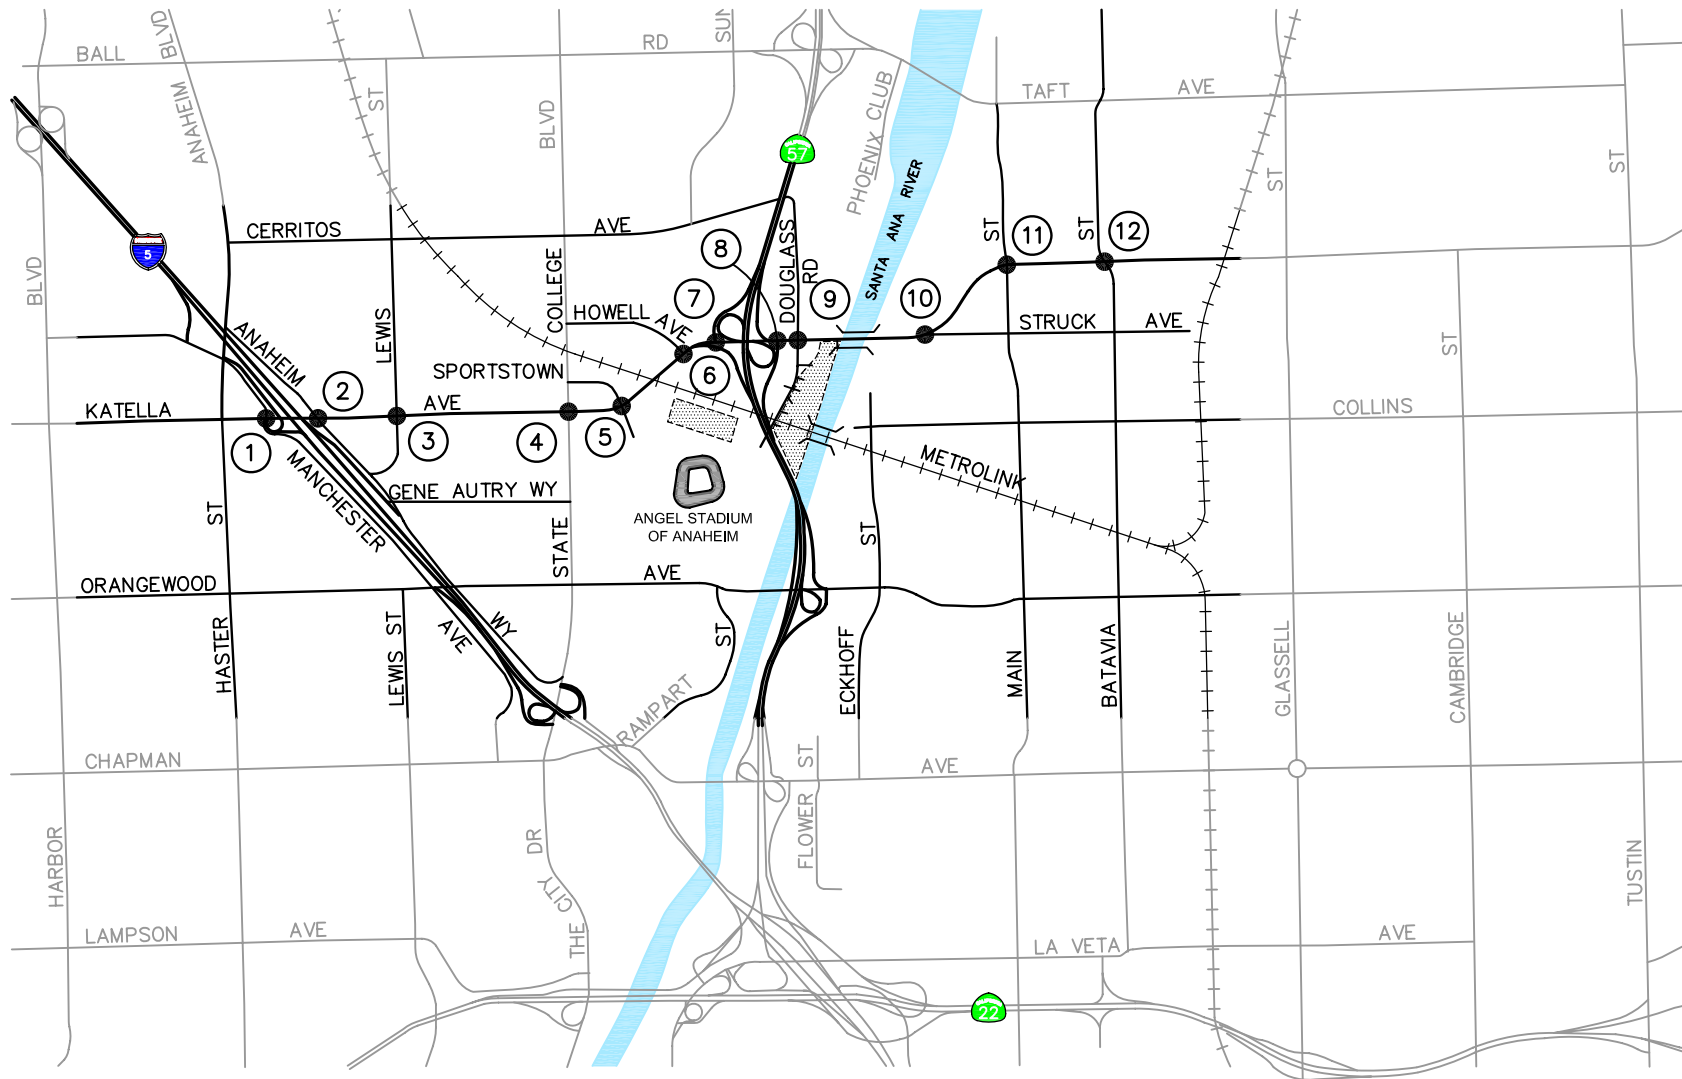 BALL
RD
BLVD
ANAHEIM
ST
BLVD
SUN
57
PHOENIX CLUB
TAFT
AVE
ST
ST
CERRITOS
AVE
5
BLVD
COLLEGE
HOWELL
AVE
DOUGLASS
RD
SANTA ANA RIVER
ST
ST
7
8
9
10
11
12
STRUCK
AVE
ANAHEIM
LEWIS
SPORTSTOWN
6
ST
KATELLA
AVE
COLLINS
1
2
3
4
5
MANCHESTER
GENE AUTRY WY
METROLINK
ANGEL STADIUM
OF ANAHEIM
ST
STATE
ST
ORANGEWOOD
AVE
HASTER
LEWIS ST
AVE
WY
ST
RAMPART
ECKHOFF
MAIN
BATAVIA
GLASSELL
CAMBRIDGE
CHAPMAN
ST
AVE
HARBOR
DR
THE CITY
FLOWER
TUSTIN
LAMPSON
AVE
LA VETA
AVE
22